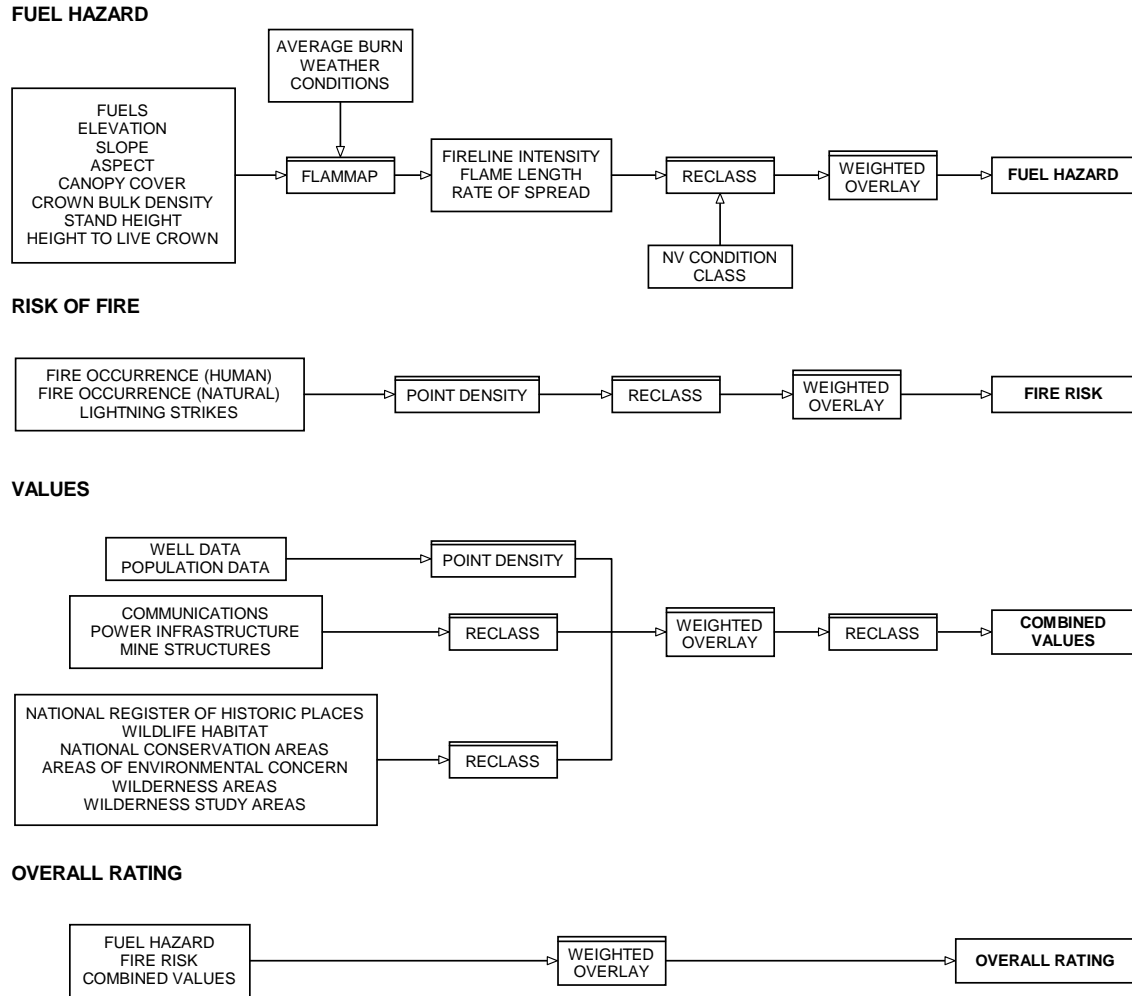 FUEL HAZARD
AVERAGE BURN
WEATHER
CONDITIONS
FUELS
ELEVATION
SLOPE
ASPECT
CANOPY COVER
CROWN BULK DENSITY
STAND HEIGHT
HEIGHT TO LIVE CROWN
FLAMMAP
FIRELINE INTENSITY
FLAME LENGTH
RATE OF SPREAD
RECLASS
WEIGHTED
OVERLAY
FUEL HAZARD
NV CONDITION
CLASS
RISK OF FIRE
FIRE OCCURRENCE (HUMAN)
FIRE OCCURRENCE (NATURAL)
LIGHTNING STRIKES
POINT DENSITY
RECLASS
WEIGHTED
OVERLAY
FIRE RISK
VALUES
WELL DATA
POPULATION DATA
POINT DENSITY
COMMUNICATIONS
POWER INFRASTRUCTURE
MINE STRUCTURES
RECLASS
WEIGHTED
OVERLAY
RECLASS
COMBINED
VALUES
NATIONAL REGISTER OF HISTORIC PLACES
WILDLIFE HABITAT
NATIONAL CONSERVATION AREAS
AREAS OF ENVIRONMENTAL CONCERN
WILDERNESS AREAS
WILDERNESS STUDY AREAS
RECLASS
OVERALL RATING
FUEL HAZARD
FIRE RISK
COMBINED VALUES
WEIGHTED
OVERLAY
OVERALL RATING